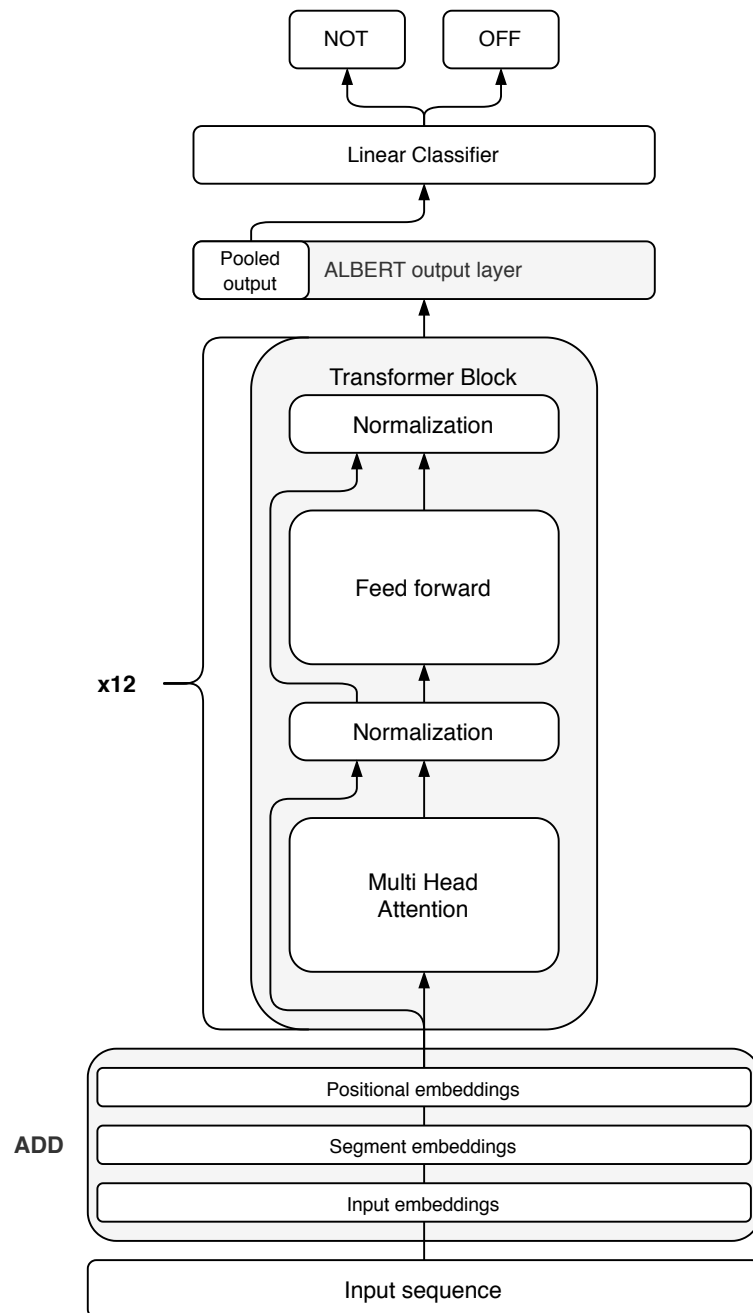 NOT
OFF
Linear Classifier
Pooled
output
ALBERT output layer
Transformer Block
Normalization
Feed forward
x12
Normalization
Multi Head
Attention
Positional embeddings
ADD
Segment embeddings
Input embeddings
Input sequence